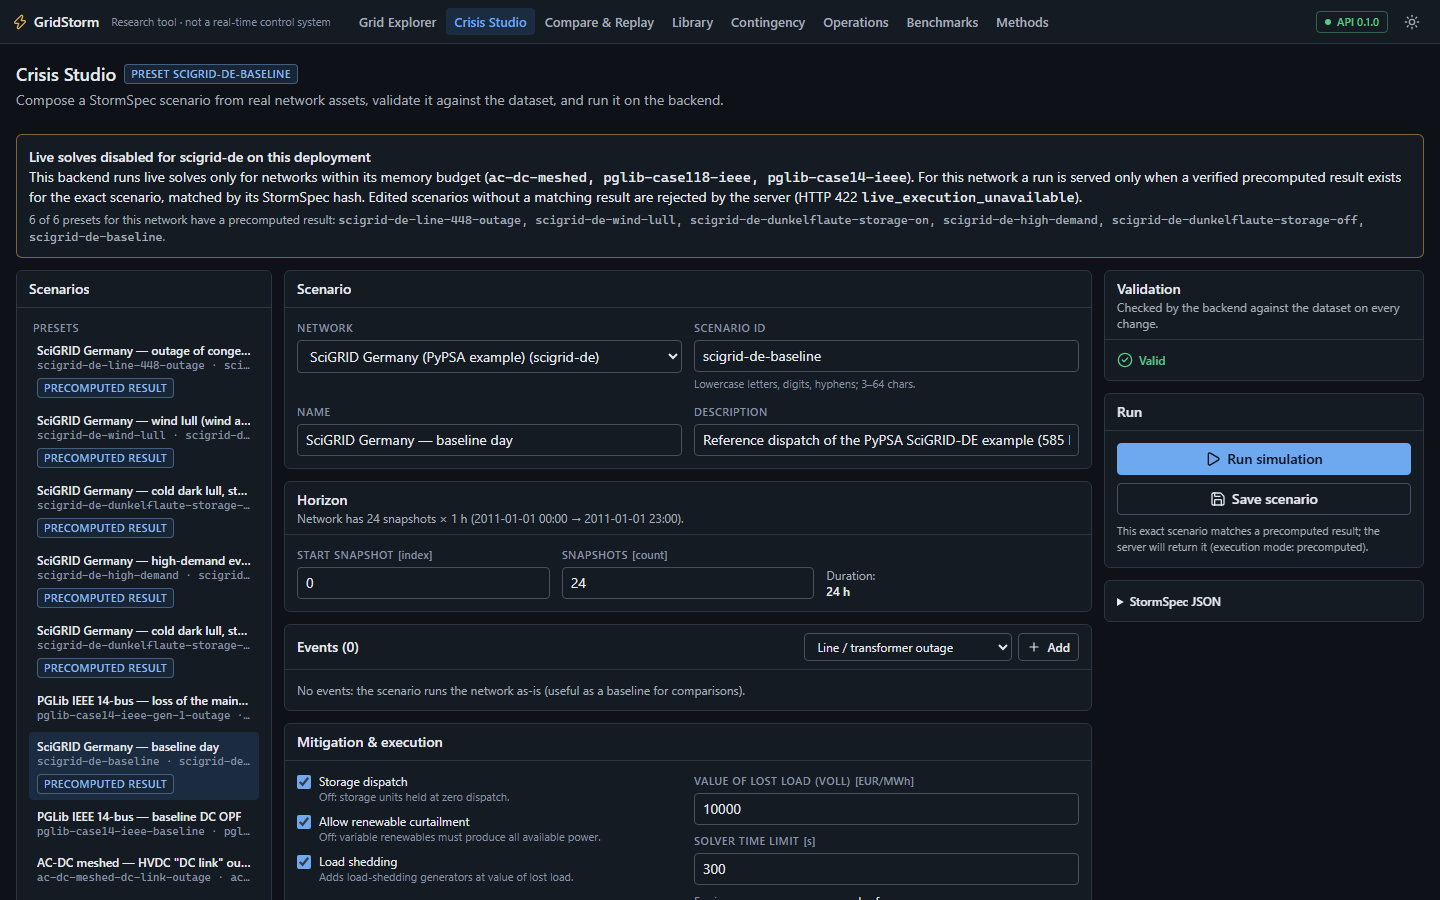 GridStorm
Research tool · not a real-time control system
Grid Explorer
Crisis Studio
Compare & Replay
Library
Contingency
Operations
Benchmarks
Methods
API 0.1.0
Crisis Studio
PRESET SCIGRID-DE-BASELINE
Compose a StormSpec scenario from real network assets, validate it against the dataset, and run it on the backend.
Live solves disabled for scigrid-de on this deployment
This backend runs live solves only for networks within its memory budget (ac-dc-meshed, pglib-case118-ieee, pglib-case14-ieee). For this network a run is served only when a verified precomputed result exists
for the exact scenario, matched by its StormSpec hash. Edited scenarios without a matching result are rejected by the server (HTTP 422 live_execution_unavailable).
6 of 6 presets for this network have a precomputed result: scigrid-de-line-448-outage, scigrid-de-wind-lull, scigrid-de-dunkelflaute-storage-on, scigrid-de-high-demand, scigrid-de-dunkelflaute-storage-off,
scigrid-de-baseline.
Scenarios
PRESETS
SciGRID Germany — outage of conge...
scigrid-de-line-448-outage · sci...
PRECOMPUTED RESULT
SciGRID Germany — wind lull (wind a...
scigrid-de-wind-lull · scigrid-d...
PRECOMPUTED RESULT
SciGRID Germany — cold dark lull, st...
scigrid-de-dunkelflaute-storage-...
PRECOMPUTED RESULT
SciGRID Germany — high-demand ev...
scigrid-de-high-demand · scigrid...
PRECOMPUTED RESULT
SciGRID Germany — cold dark lull, st...
scigrid-de-dunkelflaute-storage-...
PRECOMPUTED RESULT
PGLib IEEE 14-bus — loss of the main...
pglib-case14-ieee-gen-1-outage ·...
SciGRID Germany — baseline day
scigrid-de-baseline · scigrid-de...
PRECOMPUTED RESULT
PGLib IEEE 14-bus — baseline DC OPF
pglib-case14-ieee-baseline · pgl...
AC-DC meshed — HVDC "DC link" ou...
ac-dc-meshed-dc-link-outage · ac...
Scenario
NETWORK
SciGRID Germany (PyPSA example) (scigrid-de)
SCENARIO ID
scigrid-de-baseline
Lowercase letters, digits, hyphens; 3–64 chars.
NAME
SciGRID Germany — baseline day
DESCRIPTION
Reference dispatch of the PyPSA SciGRID-DE example (585
Horizon
Network has 24 snapshots × 1 h (2011-01-01 00:00 → 2011-01-01 23:00).
START SNAPSHOT [index]
0
SNAPSHOTS [count]
24
Duration:
24 h
Events (0)
Line / transformer outage
Add
No events: the scenario runs the network as-is (useful as a baseline for comparisons).
Mitigation & execution
Storage dispatch
Off: storage units held at zero dispatch.
Allow renewable curtailment
Off: variable renewables must produce all available power.
Load shedding
Adds load-shedding generators at value of lost load.
VALUE OF LOST LOAD (VOLL) [EUR/MWh]
10000
SOLVER TIME LIMIT [s]
300
Validation
Checked by the backend against the dataset on every
change.
Valid
Run
Run simulation
Save scenario
This exact scenario matches a precomputed result; the
server will return it (execution mode: precomputed).
StormSpec JSON